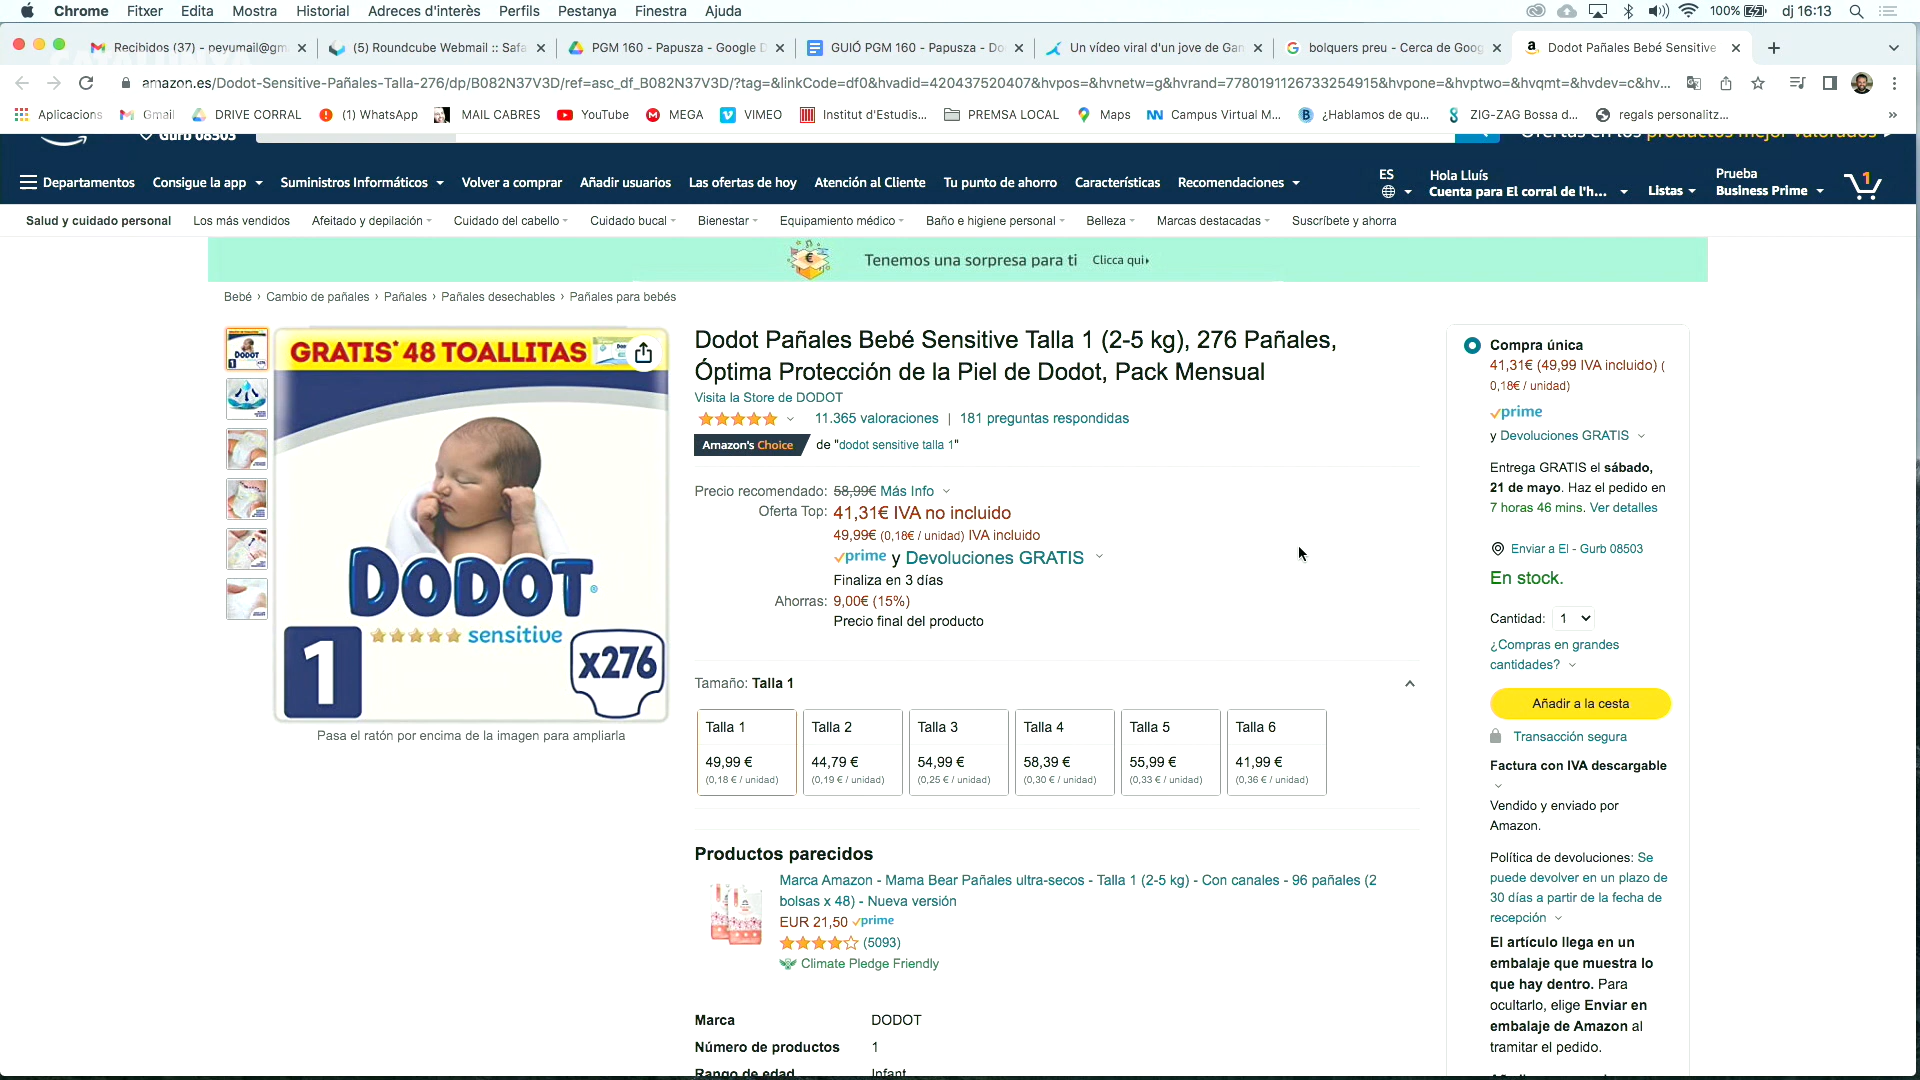 Chrome Fitxer Edita Mostra Historial Adreces d'interès Perfils Pestanya Finestra Ajuda 100% dj 16:13
Recibidos (37) - neyumail@gm
(5) Roundcube Webmail :: Safa
PGM 160 - Papusza - Google D
GUIÓ PGM 160 - Papusza - Do
Un vídeo viral d'un jove de Gan
bolquers preu - Cerca de Goog
Dodot Pañales Bebé Sensitive
amazon.es/Dodot-Sensitive-Pañales-Talla-276/dp/B082N37V3D/ref=asc_df_B082N37V3D/?tag=&linkCode=df0&hvadid=420437520407&hvpos=&hvnetw=g&hvrand=7780191126733254915&hvpone=&hvptwo=&hvqmt=&hvdev=c&hv...
Aplicacions Gmail DRIVE CORRAL (1) WhatsApp MAIL CABRES YouTube MEGA VIMEO Institut d'Estudis... PREMSA LOCAL Maps Campus Virtual M... ¿Hablamos de qu... ZIG-ZAG Bossa d... regals personalitz... »
Gurb 08503
Ofertas en los productos mejor valorados
Departamentos Consigue la app Suministros Informáticos Volver a comprar Añadir usuarios Las ofertas de hoy Atención al Cliente Tu punto de ahorro Característicos Recomendaciones
ES
Hola Lluís
Cuenta para El corral de l'h...
Listas
Prueba
Business Prime
1
Salud y cuidado personal Los más vendidos Afeitado y depilación Cuidado del cabello Cuidado bucal Bienestar Equipamiento médico Baño e higiene personal Belleza Marcas destacadas Suscríbete y ahorra
Tenemos una sorpresa para ti Clicca qui
Bebé › Cambio de pañales › Pañales › Pañales desechables › Pañales para bebés
GRATIS* 48 TOALLITAS
DODOT
sensitive
1
x276
Pasa el ratón por encima de la imagen para ampliarla
Dodot Pañales Bebé Sensitive Talla 1 (2-5 kg), 276 Pañales,
Óptima Protección de la Piel de Dodot, Pack Mensual
Visita la Store de DODOT
11.365 valoraciones | 181 preguntas respondidas
Amazon's Choice de "dodot sensitive talla 1"
Precio recomendado: 58,99€ Más Info
Oferta Top: 41,31€ IVA no incluido
49,99€ (0,18€ / unidad) IVA incluido
prime y Devoluciones GRATIS
Finaliza en 3 días
Ahorras: 9,00€ (15%)
Precio final del producto
Tamaño: Talla 1
Talla 1 Talla 2 Talla 3 Talla 4 Talla 5 Talla 6
49,99 € 44,79 € 54,99 € 58,39 € 55,99 € 41,99 €
(0,18 € / unidad) (0,19 € / unidad) (0,25 € / unidad) (0,30 € / unidad) (0,33 € / unidad) (0,36 € / unidad)
Productos parecidos
Marca Amazon - Mama Bear Pañales ultra-secos - Talla 1 (2-5 kg) - Con canales - 96 pañales (2
bolsas x 48) - Nueva versión
EUR 21,50 prime
(5093)
Climate Pledge Friendly
Marca DODOT
Número de productos 1
Rango de edad Infant
Compra única
41,31€ (49,99 IVA incluido) (
0,18€ / unidad)
prime
y Devoluciones GRATIS
Entrega GRATIS el sábado,
21 de mayo. Haz el pedido en
7 horas 46 mins. Ver detalles
Enviar a El - Gurb 08503
En stock.
Cantidad: 1
¿Compras en grandes
cantidades?
Añadir a la cesta
Transacción segura
Factura con IVA descargable
Vendido y enviado por
Amazon.
Política de devoluciones: Se
puede devolver en un plazo de
30 días a partir de la fecha de
recepción
El artículo llega en un
embalaje que muestra lo
que hay dentro. Para
ocultarlo, elige Enviar en
embalaje de Amazon al
tramitar el pedido.